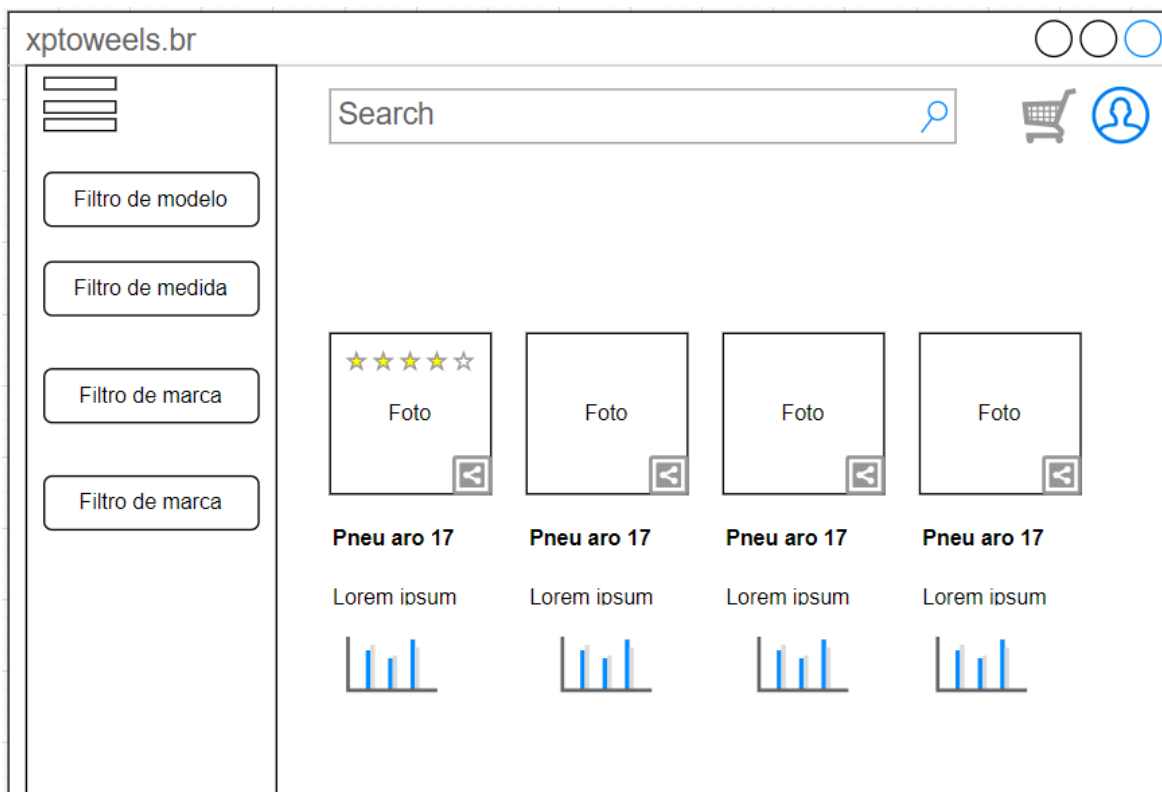 xptoweels.br
Search
Filtro de modelo
Filtro de medida
Filtro de marca
Filtro de marca
Foto
Foto
Foto
Foto
Pneu aro 17
Pneu aro 17
Pneu aro 17
Pneu aro 17
Lorem ipsum
Lorem ipsum
Lorem ipsum
Lorem ipsum